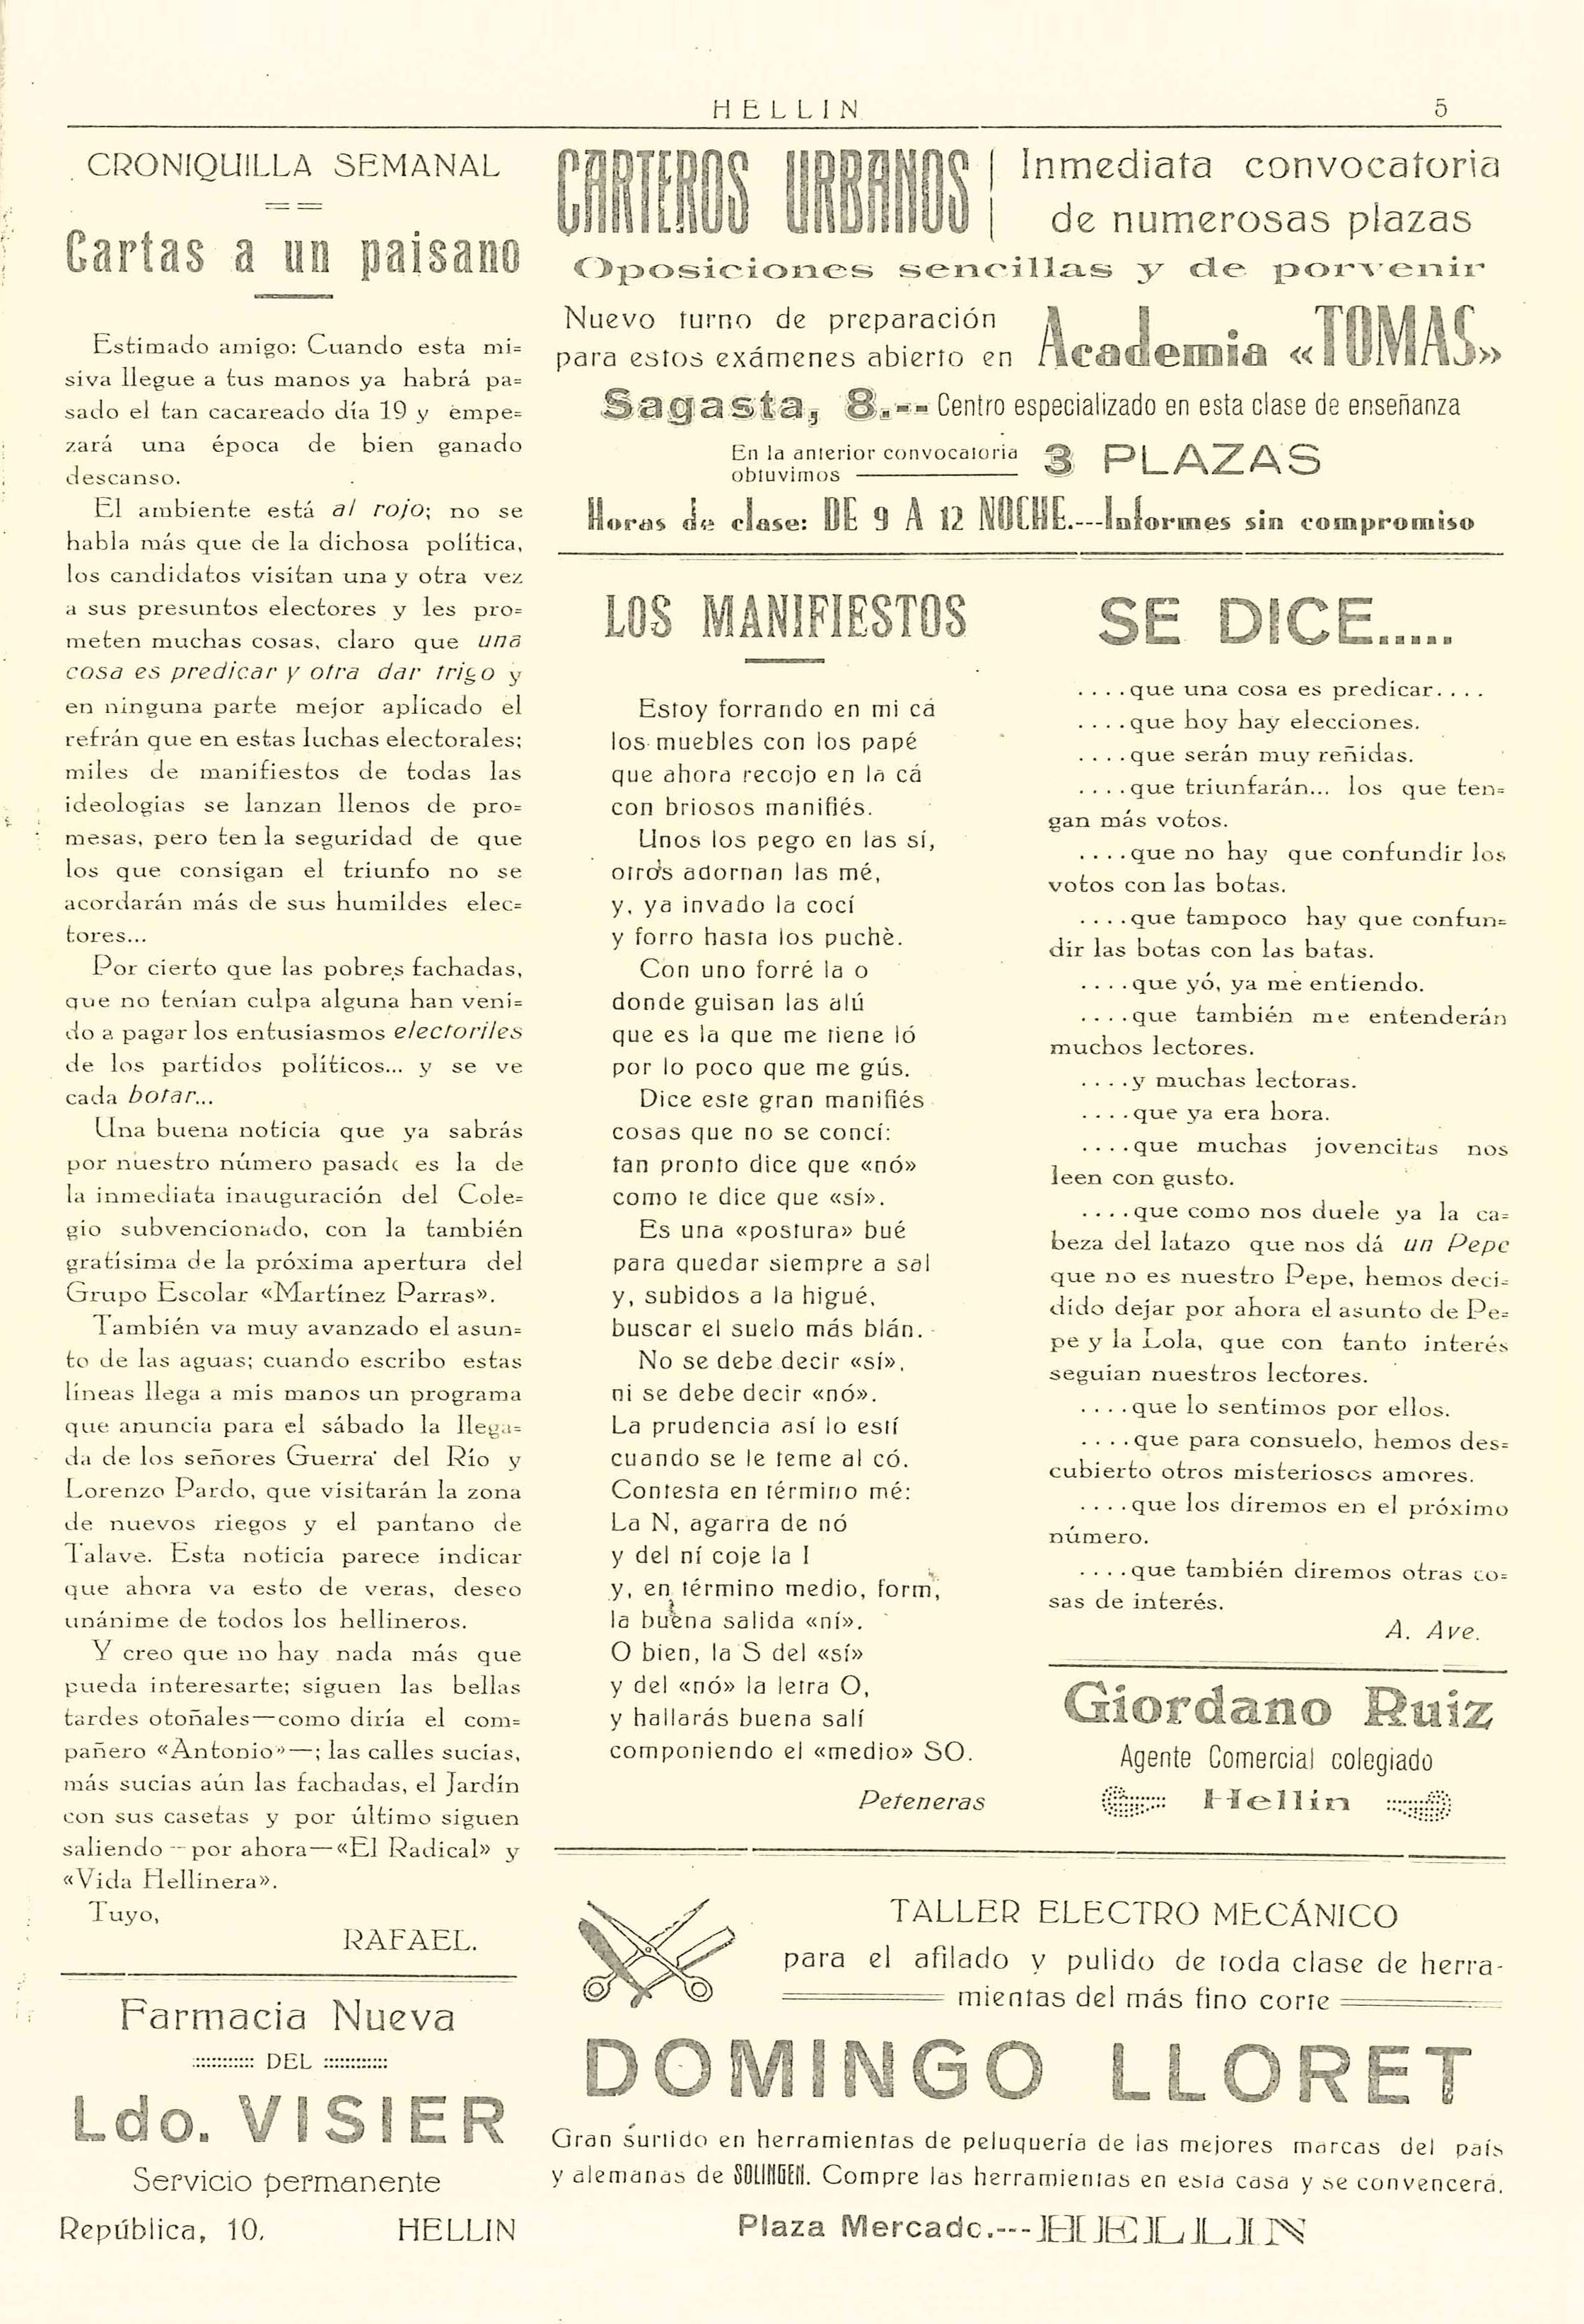 HELLIN
5
CRONIQUILLA SEMANAL
Cartas a un paisano
Estimado amigo: Cuando esta mi=
siva llegue a tus manos ya habrá pa=
sado el tan cacareado día 19 y empe=
zará una época de bien ganado
descanso.
El ambiente está al rojo; no se
habla más que de la dichosa política,
los candidatos visitan una y otra vez
a sus presuntos electores y les pro=
meten muchas cosas, claro que una
cosa es predicar y otra dar trigo y
en ninguna parte mejor aplicado el
refrán que en estas luchas electorales;
miles de manifiestos de todas las
ideologias se lanzan llenos de pro=
mesas, pero ten la seguridad de que
los que consigan el triunfo no se
acordarán más de sus humildes elec=
tores...
Por cierto que las pobres fachadas,
que no tenían culpa alguna han veni=
do a pagar los entusiasmos electoriles
de los partidos políticos... y se ve
cada botar...
Una buena noticia que ya sabrás
por nuestro número pasado es la de
la inmediata inauguración del Cole=
gio subvencionado, con la también
gratísima de la próxima apertura del
Grupo Escolar «Martínez Parras».
También va muy avanzado el asun=
to de las aguas; cuando escribo estas
líneas llega a mis manos un programa
que anuncia para el sábado la llega=
da de los señores Guerra del Río y
Lorenzo Pardo, que visitarán la zona
de nuevos riegos y el pantano de
Talave. Esta noticia parece indicar
que ahora va esto de veras, deseo
unánime de todos los hellineros.
Y creo que no hay nada más que
pueda interesarte; siguen las bellas
tardes otoñales—como diría el com=
pañero «Antonio»—; las calles sucias,
más sucias aún las fachadas, el Jardín
con sus casetas y por último siguen
saliendo—por ahora—«El Radical» y
«Vida Hellinera».
Tuyo,
RAFAEL.
Farmacia Nueva
DEL
Ldo. VISIER
Servicio permanente
República, 10. HELLIN
CARTEROS URBANOS
Inmediata convocatoria
de numerosas plazas
Oposiciones sencillas y de porvenir
Nuevo turno de preparación
para estos exámenes abierto en
Academia «TOMAS»
Sagasta, 8.-- Centro especializado en esta clase de enseñanza
En la anterior convocatoria
obtuvimos
3 PLAZAS
Horas de clase: DE 9 A 12 NOCHE.---Informes sin compromiso
LOS MANIFIESTOS
Estoy forrando en mi cá
los muebles con los papé
que ahora recojo en la cá
con briosos manifiés.
Unos los pego en las sí,
otros adornan las mé,
y, ya invado la cocí
y forro hasta los puchè.
Con uno forré la o
donde guisan las alú
que es la que me tiene ló
por lo poco que me gús.
Dice este gran manifiés
cosas que no se concí:
tan pronto dice que «nó»
como te dice que «sí».
Es una «postura» bué
para quedar siempre a sal
y, subidos a la higué,
buscar el suelo más blán.
No se debe decir «sí»,
ni se debe decir «nó».
La prudencia así lo estí
cuando se le teme al có.
Contesta en término mé:
La N, agarra de nó
y del ní coje la I
y, en término medio, form,
la buena salida «ní».
O bien, la S del «sí»
y del «nó» la letra O,
y hallarás buena salí
componiendo el «medio» SO.
Peteneras
SE DICE.....
....que una cosa es predicar....
....que hoy hay elecciones.
....que serán muy reñidas.
....que triunfarán... los que ten=
gan más votos.
....que no hay que confundir los
votos con las botas.
....que tampoco hay que confun=
dir las botas con las batas.
....que yó, ya me entiendo.
....que también me entenderán
muchos lectores.
....y muchas lectoras.
....que ya era hora.
....que muchas jovencitas nos
leen con gusto.
....que como nos duele ya la ca=
beza del latazo que nos dá un Pepe
que no es nuestro Pepe, hemos deci=
dido dejar por ahora el asunto de Pe=
pe y la Lola, que con tanto interés
seguian nuestros lectores.
....que lo sentimos por ellos.
....que para consuelo, hemos des=
cubierto otros misteriosos amores.
....que los diremos en el próximo
número.
....que también diremos otras co=
sas de interés.
A. Ave.
Giordano Ruiz
Agente Comercial colegiado
Hellin
TALLER ELECTRO MECÁNICO
para el afilado y pulido de toda clase de herra-
mientas del más fino corte
DOMINGO LLORET
Gran surtido en herramientas de peluquería de las mejores marcas del país
y alemanas de SOLINGEN. Compre las herramientas en esta casa y se convencerá.
Plaza Mercado.---HELLIN